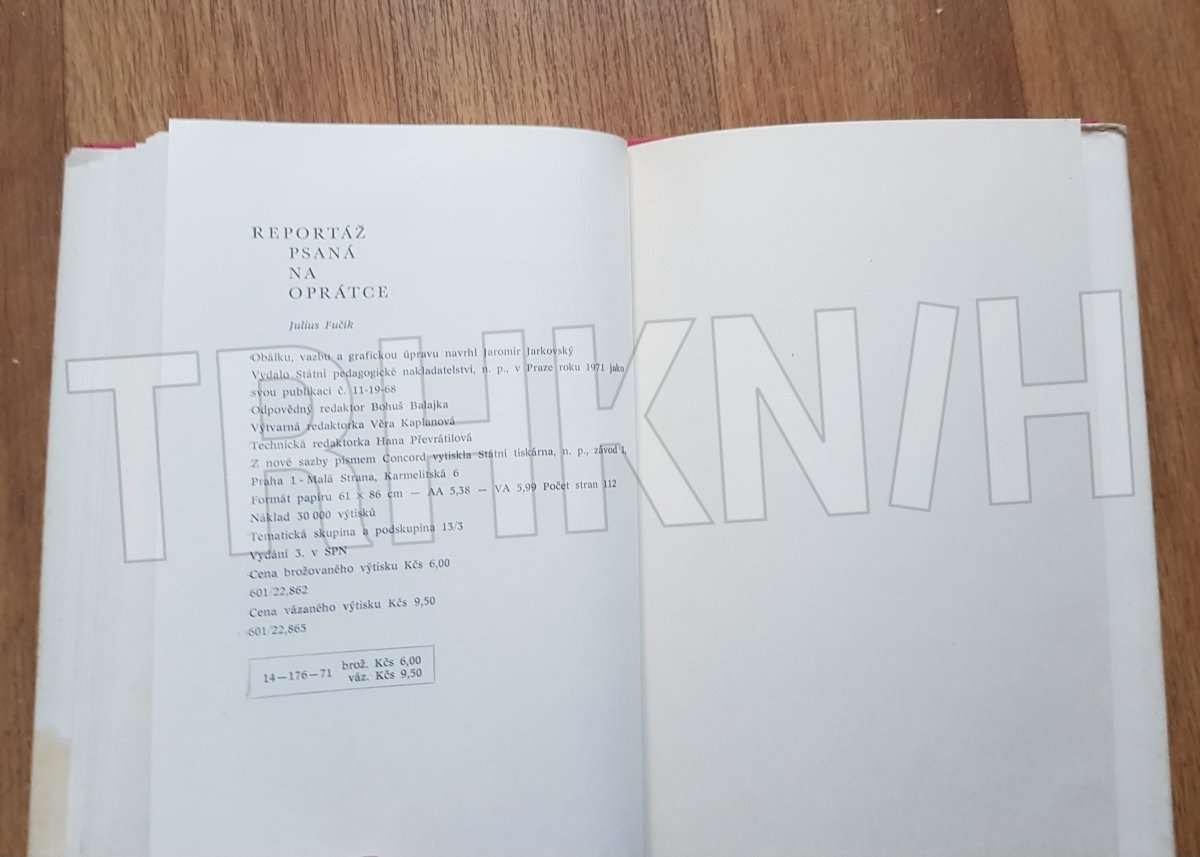 REPORTÁŽ
PSANÁ
NA
OPRÁTCE
Julius Fučík
Obálku, vazbu a grafickou úpravu navrhl Jaromír Jarkovský
Vydalo Státní pedagogické nakladatelství, n. p., v Praze roku 1971 jako
svou publikaci č. 11-19-68
Odpovědný redaktor Bohuš Balajka
Výtvarná redaktorka Věra Kaplanová
Technická redaktorka Hana Převrátilová
Z nové sazby písmem Concord vytiskla Státní tiskárna, n. p., závod 1,
Praha 1 - Malá Strana, Karmelitská 6
Formát papíru 61 × 86 cm — AA 5,38 — VA 5,99 Počet stran 112
Náklad 30 000 výtisků
Tematická skupina a podskupina 13/3
Vydání 3. v SPN
Cena brožovaného výtisku Kčs 6,00
601/22,862
Cena vázaného výtisku Kčs 9,50
601/22,865
14—176—71 brož. Kčs 6,00
váz. Kčs 9,50
TRHKNIH